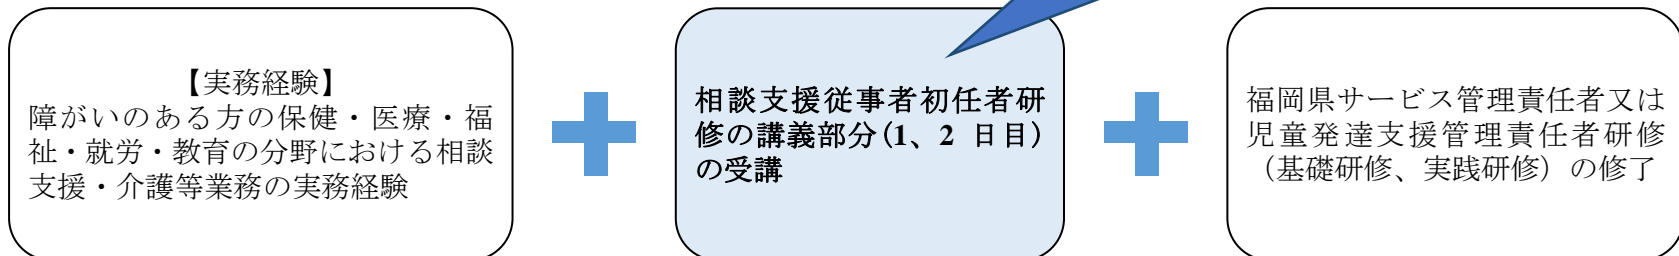 【実務経験】
障がいのある方の保健・医療・福
祉・就労・教育の分野における相談
支援・介護等業務の実務経験
相談支援従事者初任者研
修の講義部分(1、2 日目)
の受講
福岡県サービス管理責任者又は
児童発達支援管理責任者研修
（基礎研修、実践研修）の修了